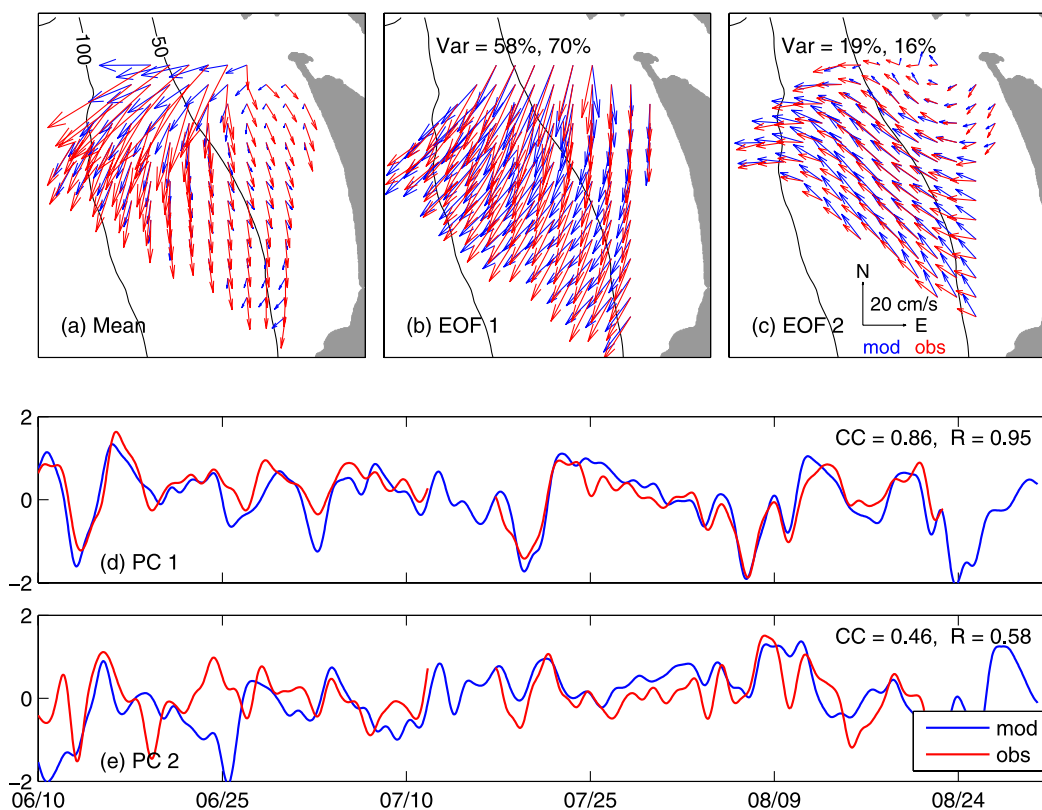 100
50
(a) Mean
Var = 58%, 70%
(b) EOF 1
Var = 19%, 16%
N
20 cm/s
E
(c) EOF 2
mod obs
2
0
−2
CC = 0.86, R = 0.95
(d) PC 1
2
0
−2
CC = 0.46, R = 0.58
(e) PC 2
mod
obs
06/10 06/25 07/10 07/25 08/09 08/24